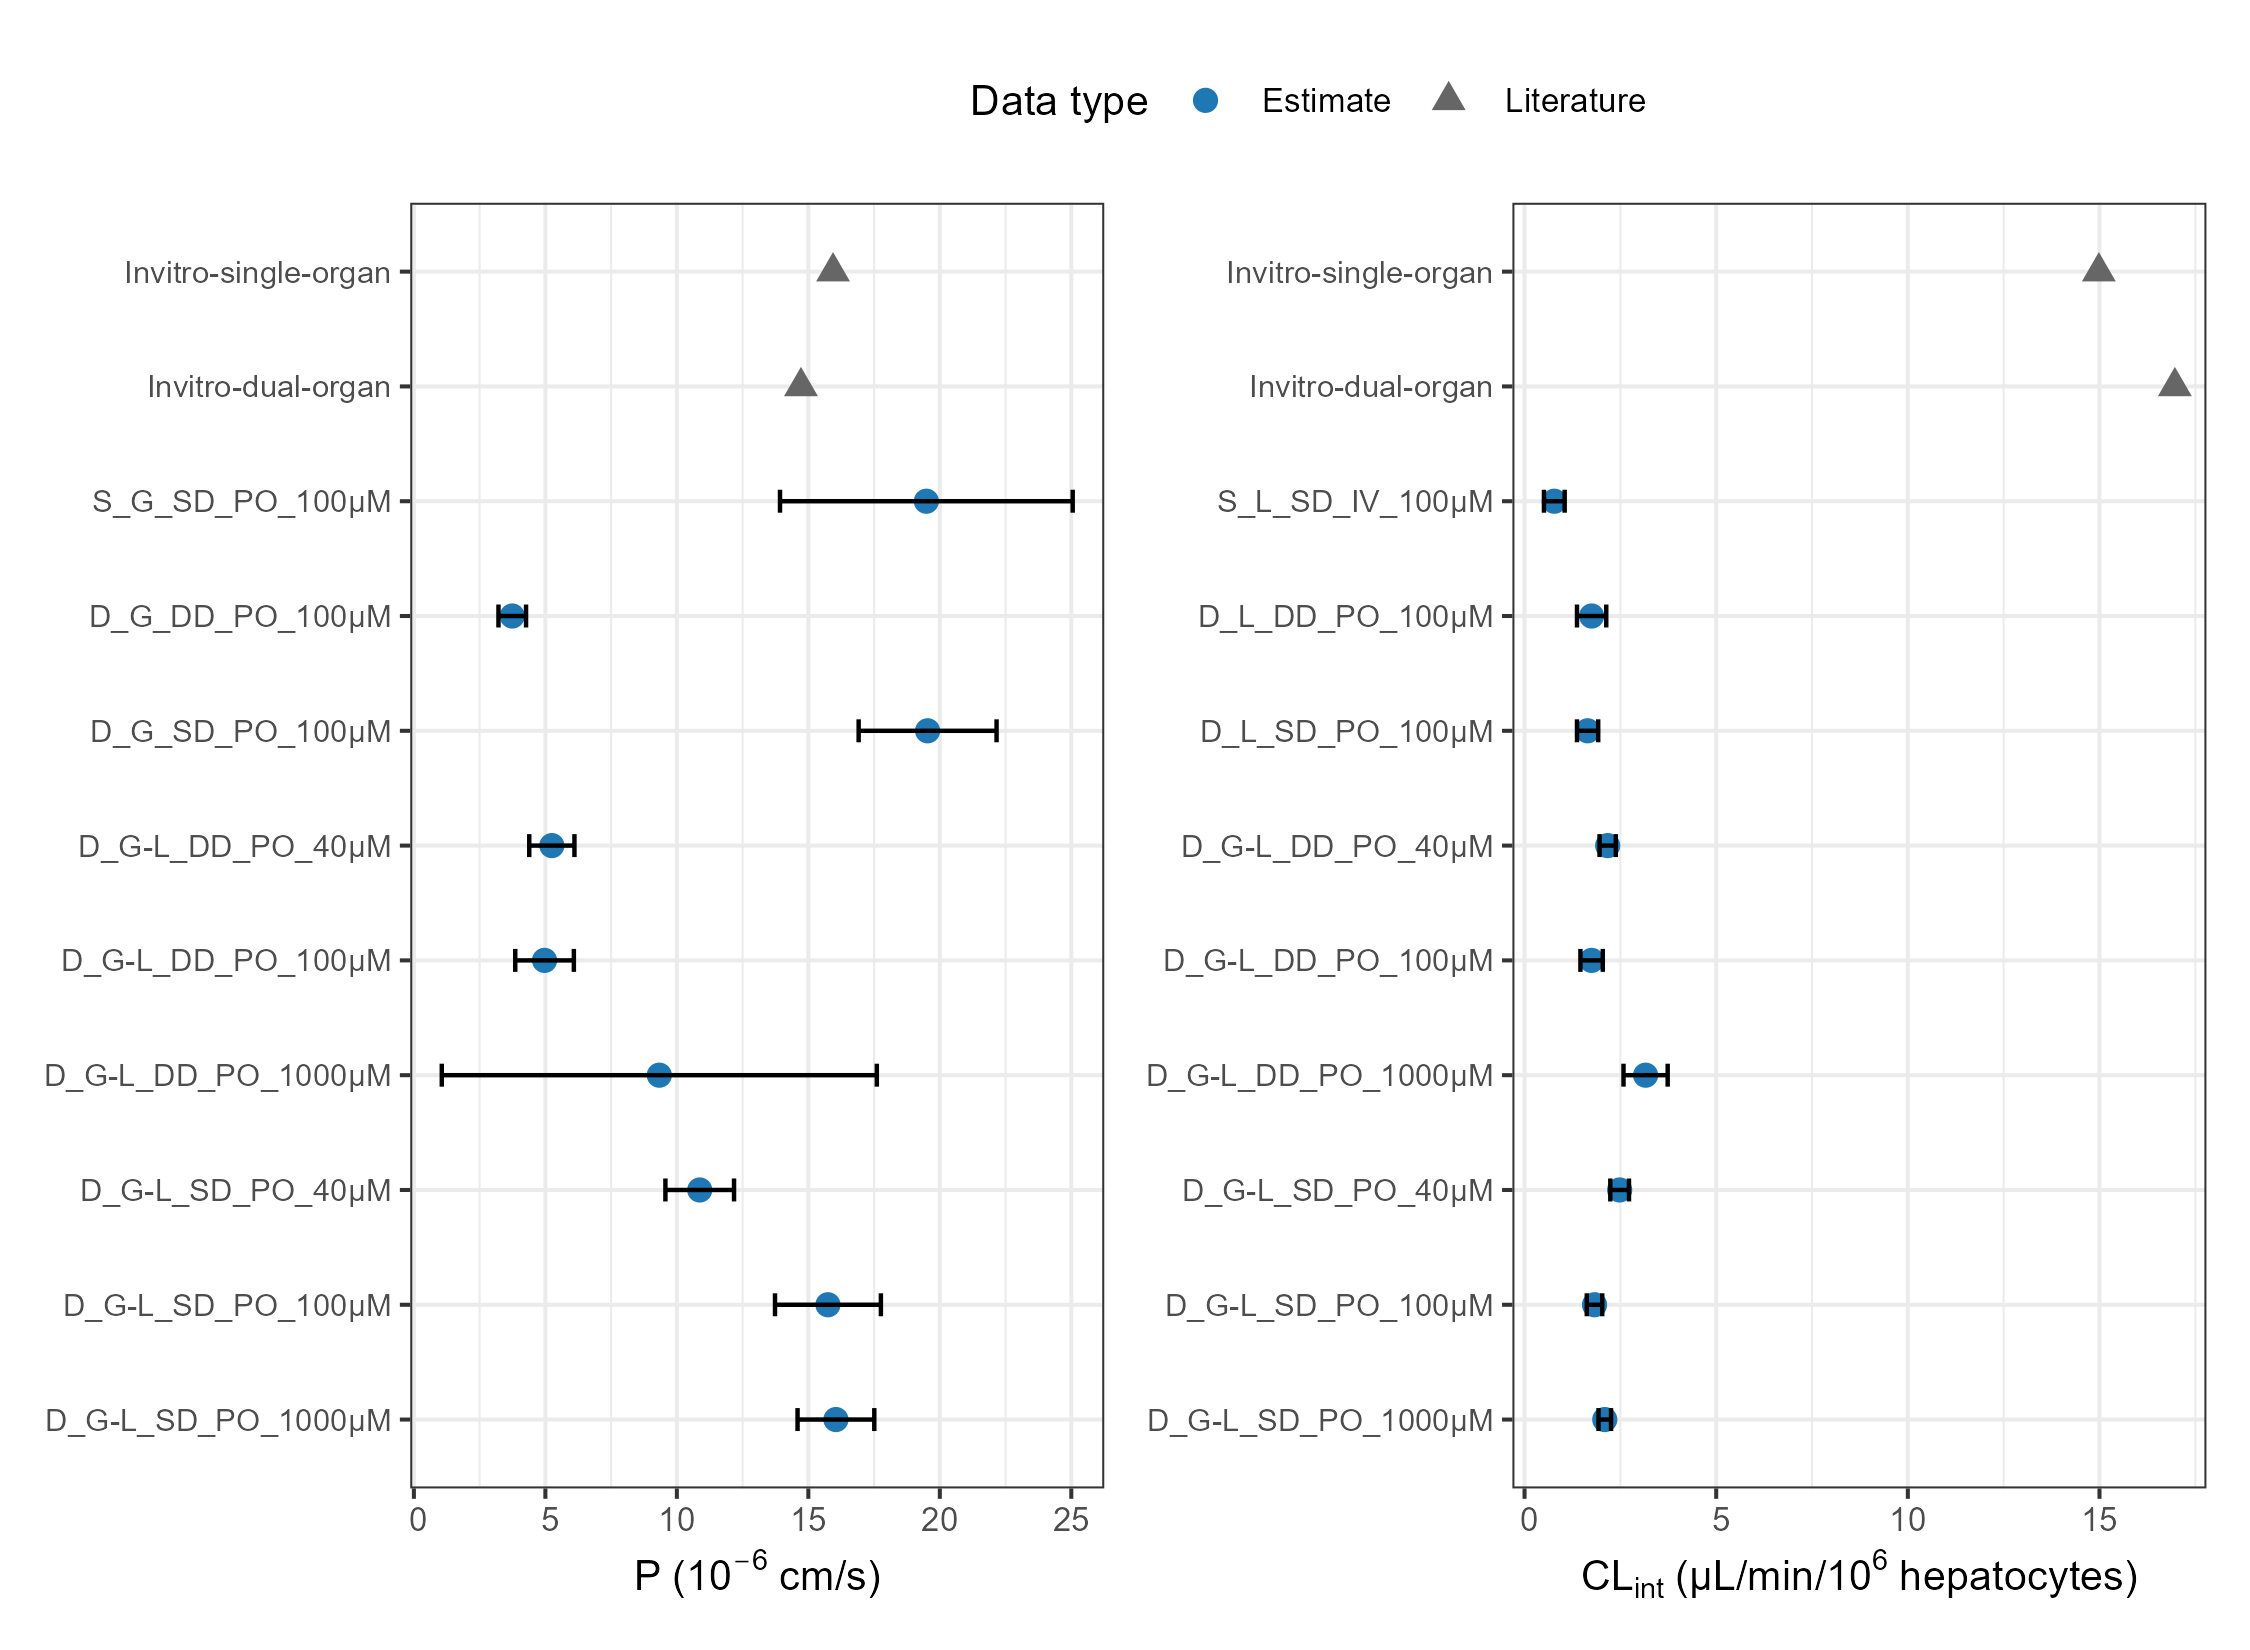 Data type Estimate Literature
Invitro-single-organ
Invitro-dual-organ
S_G_SD_PO_100µM
D_G_DD_PO_100µM
D_G_SD_PO_100µM
D_G-L_DD_PO_40µM
D_G-L_DD_PO_100µM
D_G-L_DD_PO_1000µM
D_G-L_SD_PO_40µM
D_G-L_SD_PO_100µM
D_G-L_SD_PO_1000µM
0 5 10 15 20 25
P (10⁻⁶ cm/s)
Invitro-single-organ
Invitro-dual-organ
S_L_SD_IV_100µM
D_L_DD_PO_100µM
D_L_SD_PO_100µM
D_G-L_DD_PO_40µM
D_G-L_DD_PO_100µM
D_G-L_DD_PO_1000µM
D_G-L_SD_PO_40µM
D_G-L_SD_PO_100µM
D_G-L_SD_PO_1000µM
0 5 10 15
CLint (µL/min/10⁶ hepatocytes)